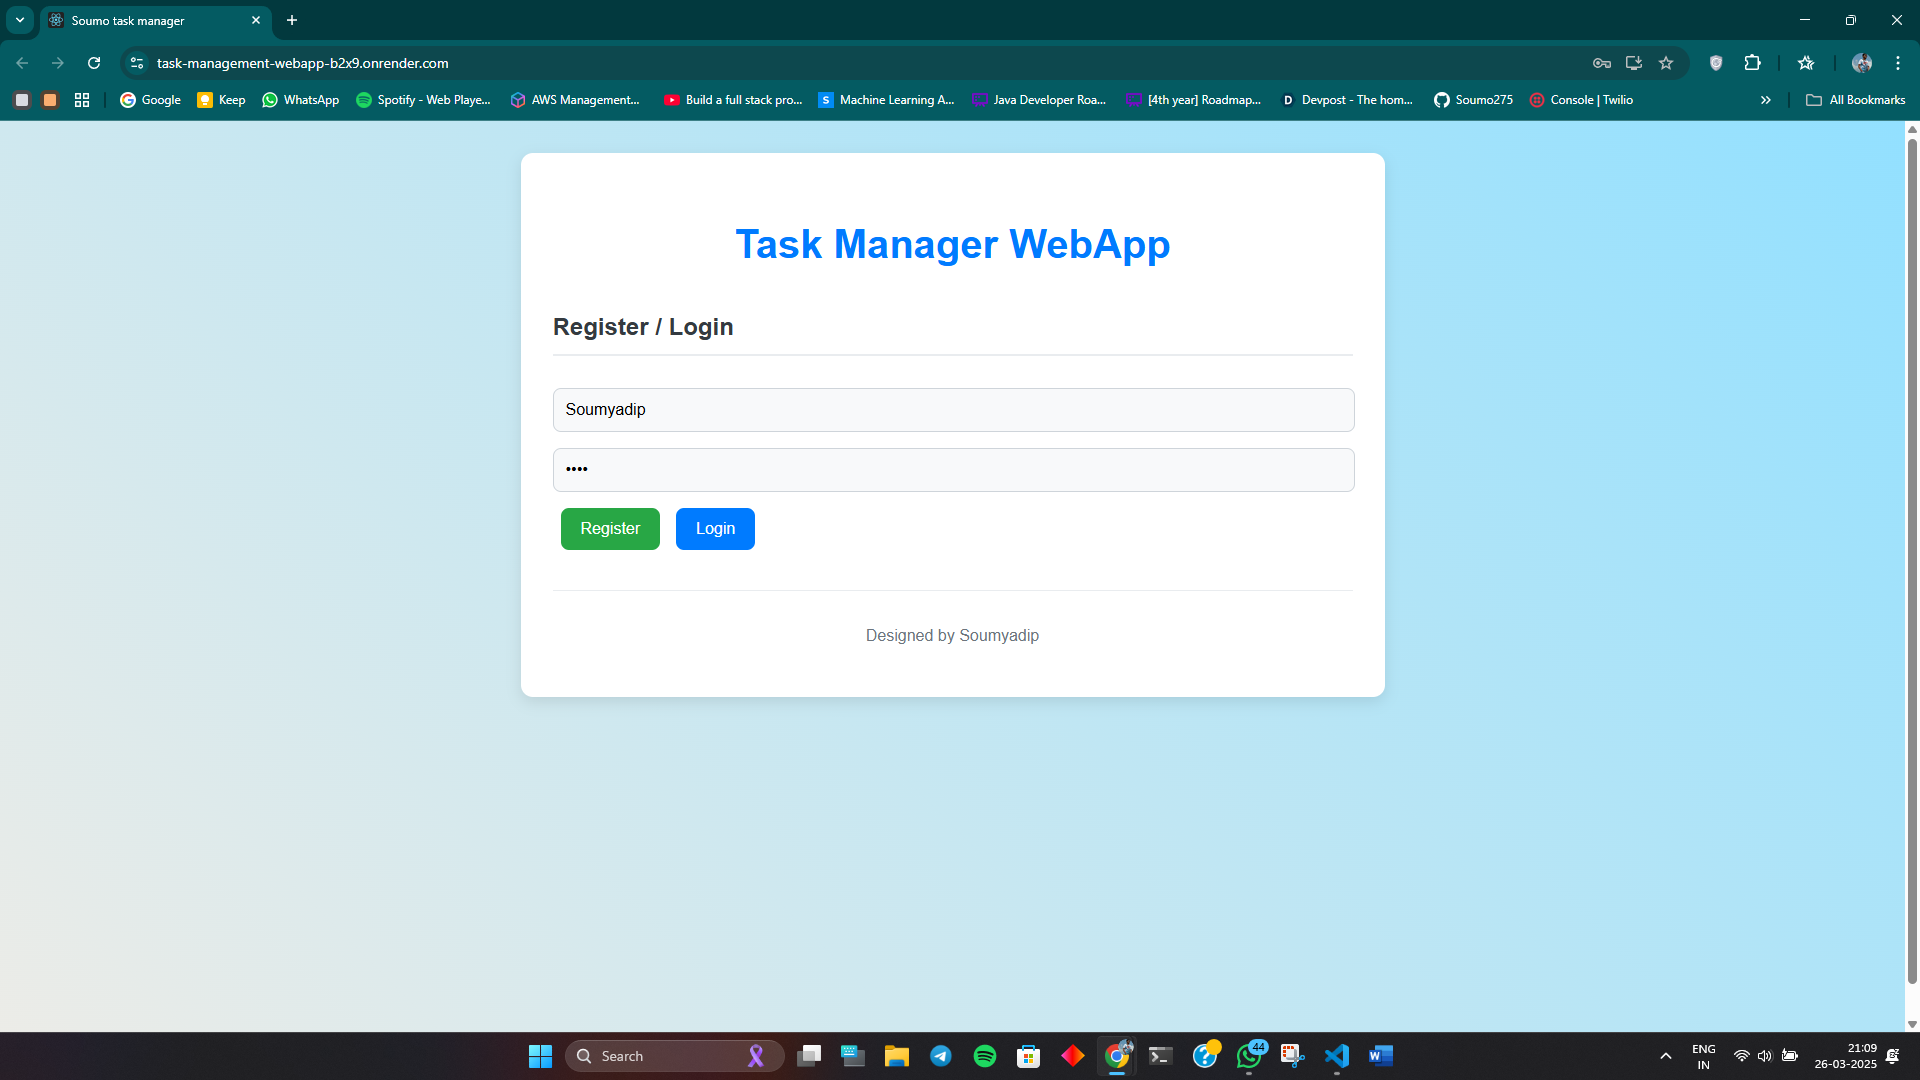 Soumo task manager
task-management-webapp-b2x9.onrender.com
Google Keep WhatsApp Spotify - Web Playe... AWS Management... Build a full stack pro... Machine Learning A... Java Developer Roa... [4th year] Roadmap... Devpost - The hom... Soumo275 Console | Twilio » All Bookmarks
Task Manager WebApp
Register / Login
Soumyadip
••••
Register Login
Designed by Soumyadip
Search 44 ENG 21:09
IN 26-03-2025